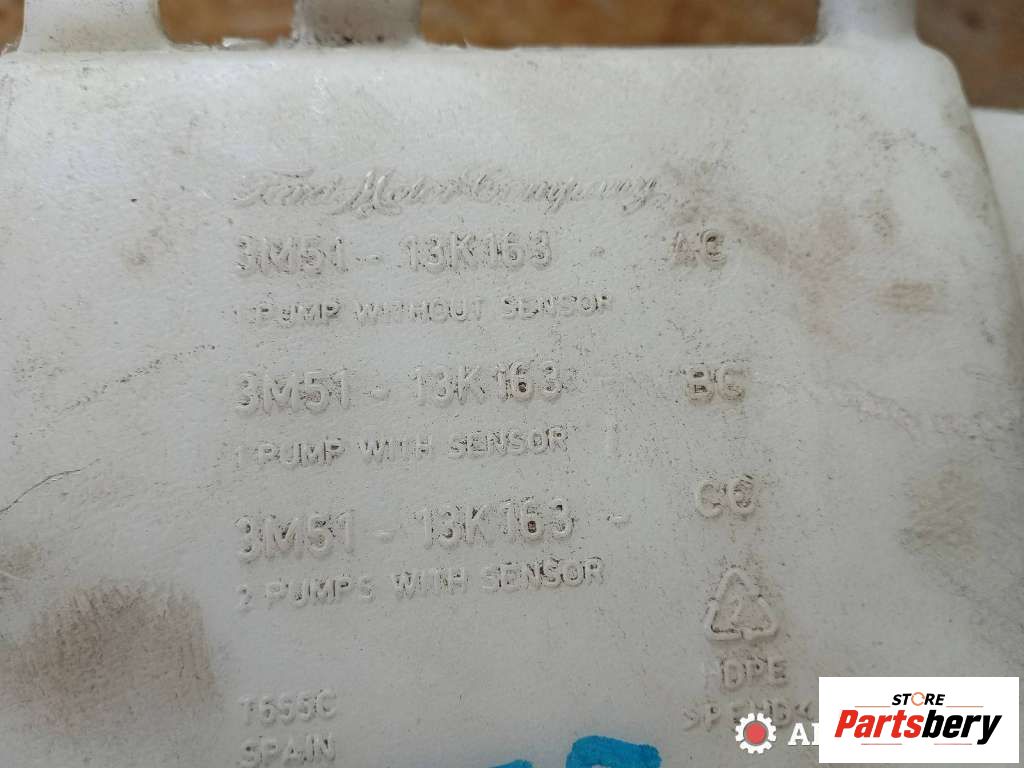 Ford Motor Company
3M51 - 13K163 - AC
1 PUMP WITHOUT SENSOR
3M51 - 13K163 - BC
1 PUMP WITH SENSOR
3M51 - 13K163 - CC
2 PUMPS WITH SENSOR
2
HDPE
T655C
SPAIN
STORE
Partsbery